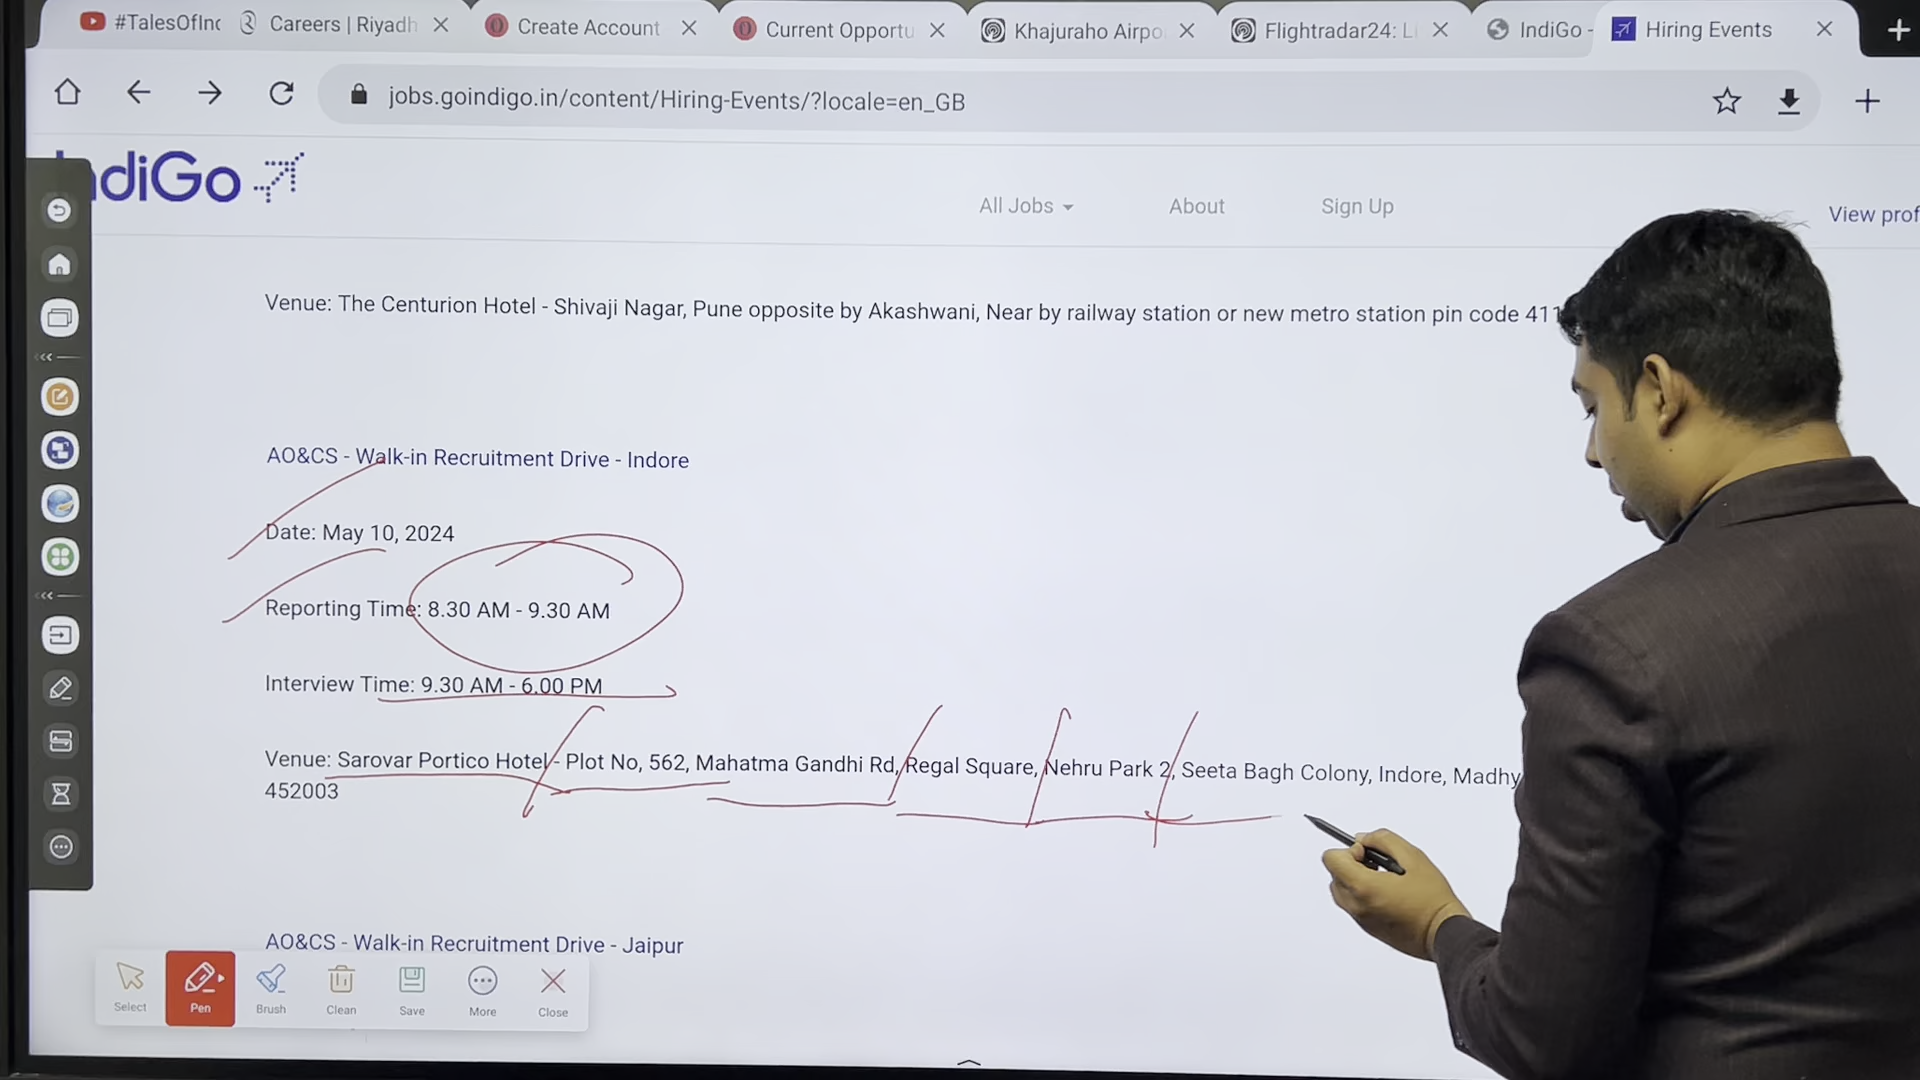 #TalesOfInd
Careers | Riyadh
Create Account
Current Opportu
Khajuraho Airpo
Flightradar24: Li
IndiGo -
Hiring Events
jobs.goindigo.in/content/Hiring-Events/?locale=en_GB
IndiGo
All Jobs
About
Sign Up
View prof
Venue: The Centurion Hotel - Shivaji Nagar, Pune opposite by Akashwani, Near by railway station or new metro station pin code 411
AO&CS - Walk-in Recruitment Drive - Indore
Date: May 10, 2024
Reporting Time: 8.30 AM - 9.30 AM
Interview Time: 9.30 AM - 6.00 PM
Venue: Sarovar Portico Hotel - Plot No, 562, Mahatma Gandhi Rd, Regal Square, Nehru Park 2, Seeta Bagh Colony, Indore, Madhy
452003
AO&CS - Walk-in Recruitment Drive - Jaipur
Select
Pen
Brush
Clean
Save
More
Close